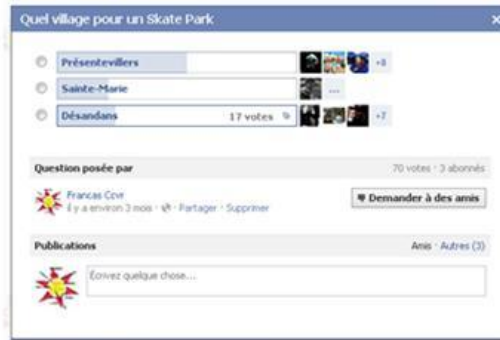 Quel village pour un Skate Park x
Présentevillers +8
Sainte-Marie ...
Désandans 17 votes +7
Question posée par 70 votes · 3 abonnés
Francas Ccvr
il y a environ 3 mois · Partager · Supprimer
Demander à des amis
Publications Amis · Autres (3)
Écrivez quelque chose...